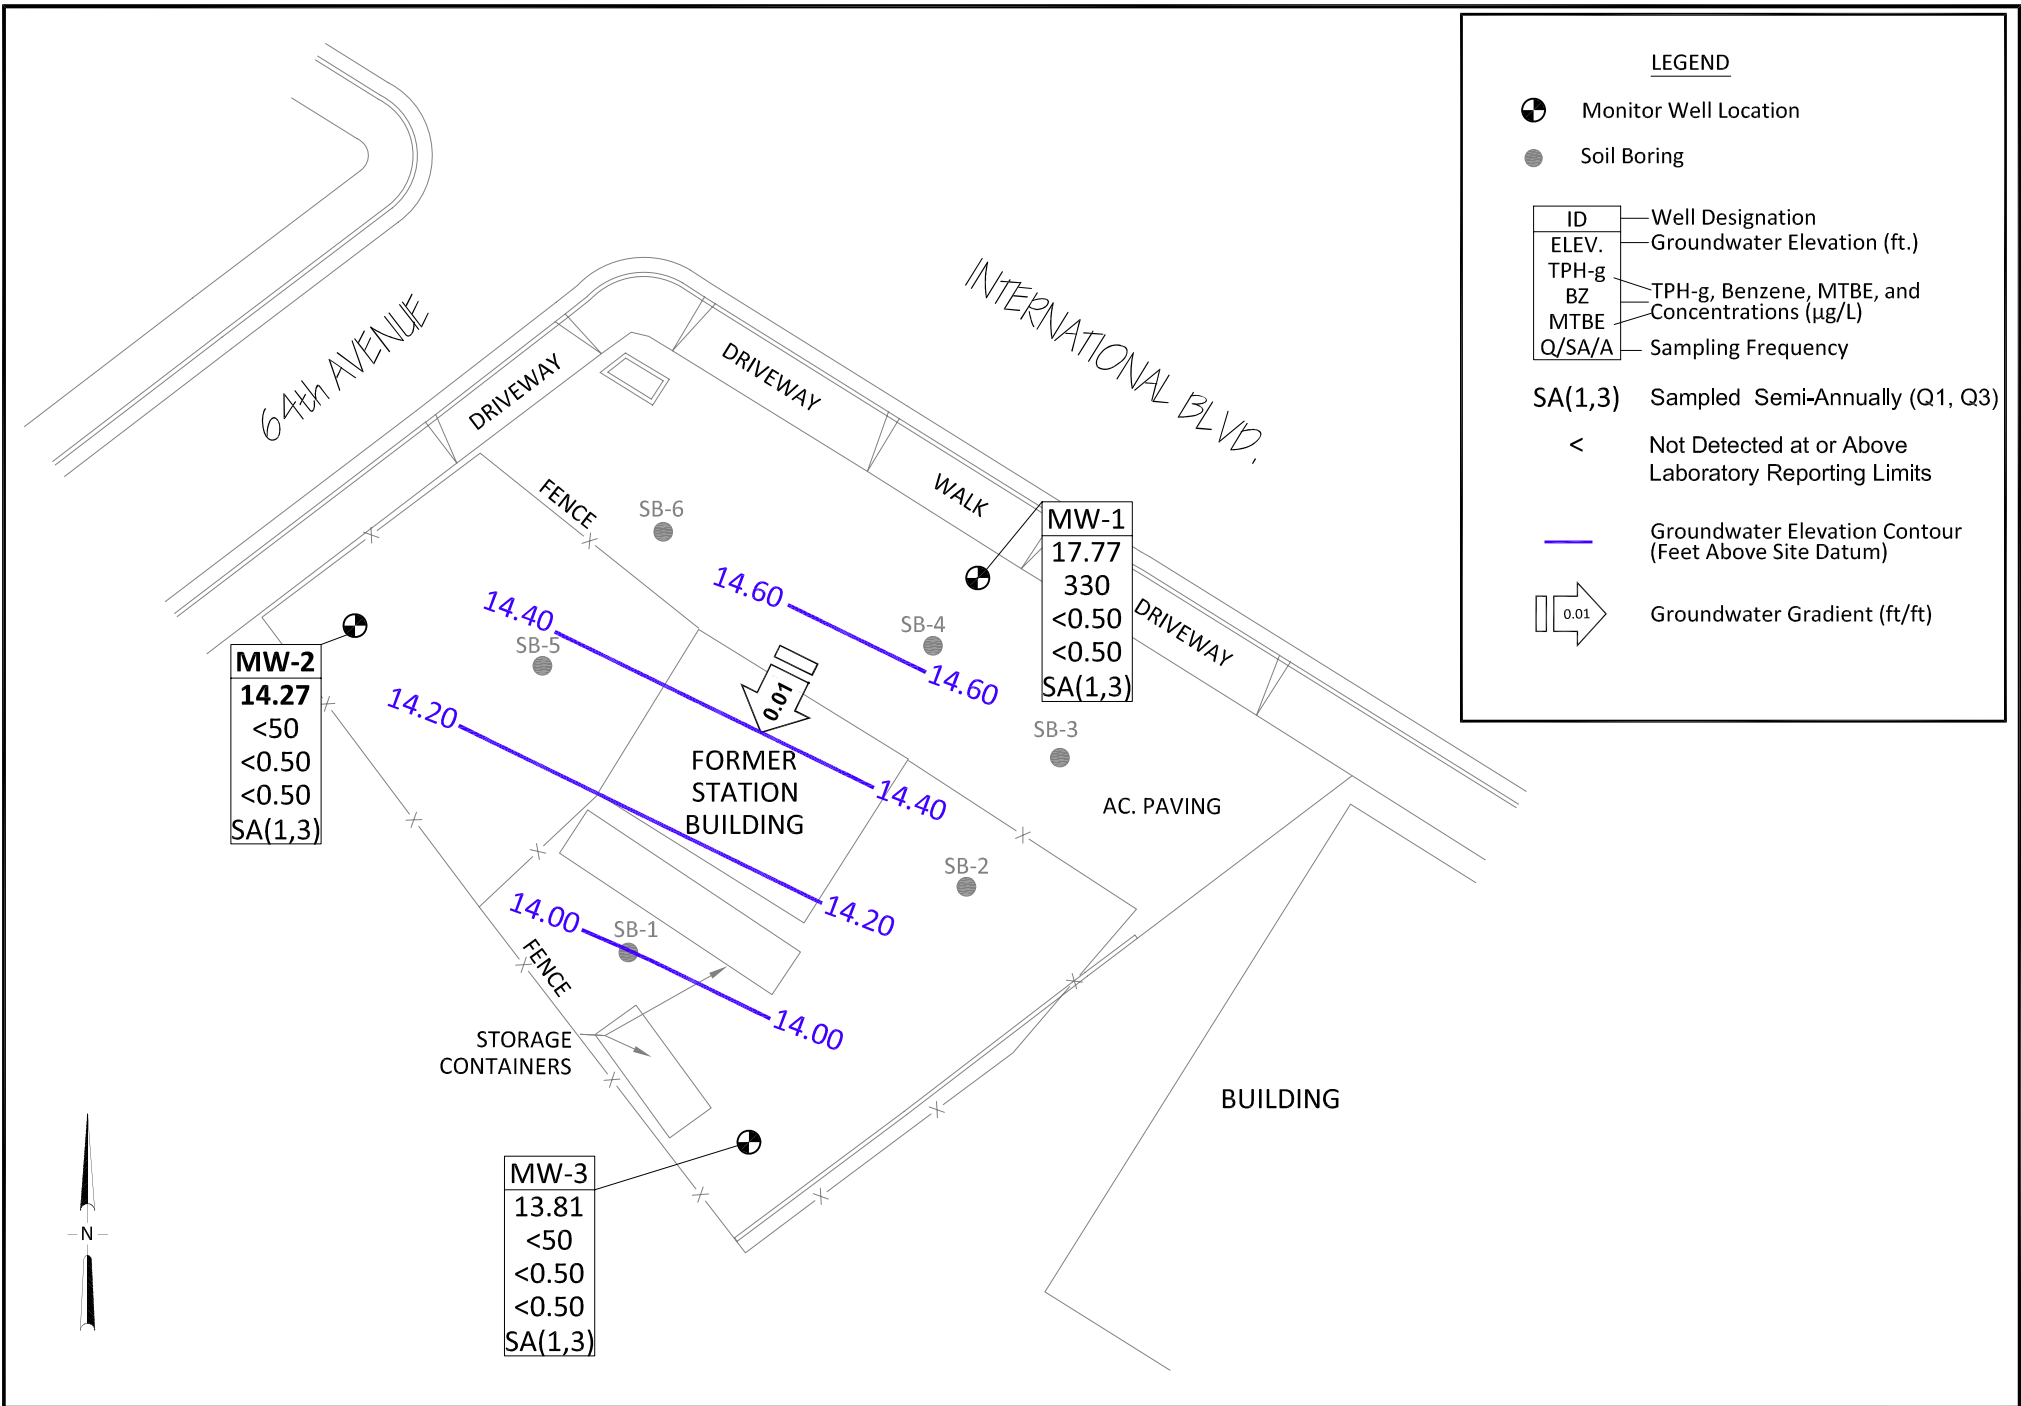 LEGEND
Monitor Well Location
Soil Boring
ID
Well Designation
ELEV.
Groundwater Elevation (ft.)
TPH-g
BZ
MTBE
TPH-g, Benzene, MTBE, and
Concentrations (µg/L)
Q/SA/A
Sampling Frequency
SA(1,3)
Sampled Semi-Annually (Q1, Q3)
<
Not Detected at or Above
Laboratory Reporting Limits
Groundwater Elevation Contour
(Feet Above Site Datum)
0.01
Groundwater Gradient (ft/ft)
64th AVENUE
INTERNATIONAL BLVD.
DRIVEWAY
DRIVEWAY
WALK
DRIVEWAY
FENCE
SB-6
MW-1
17.77
330
<0.50
<0.50
SA(1,3)
14.60
14.60
SB-4
14.40
14.40
SB-5
MW-2
14.27
<50
<0.50
<0.50
SA(1,3)
14.20
14.20
0.01
SB-3
FORMER
STATION
BUILDING
AC. PAVING
SB-2
14.00
14.00
SB-1
FENCE
STORAGE
CONTAINERS
BUILDING
MW-3
13.81
<50
<0.50
<0.50
SA(1,3)
N